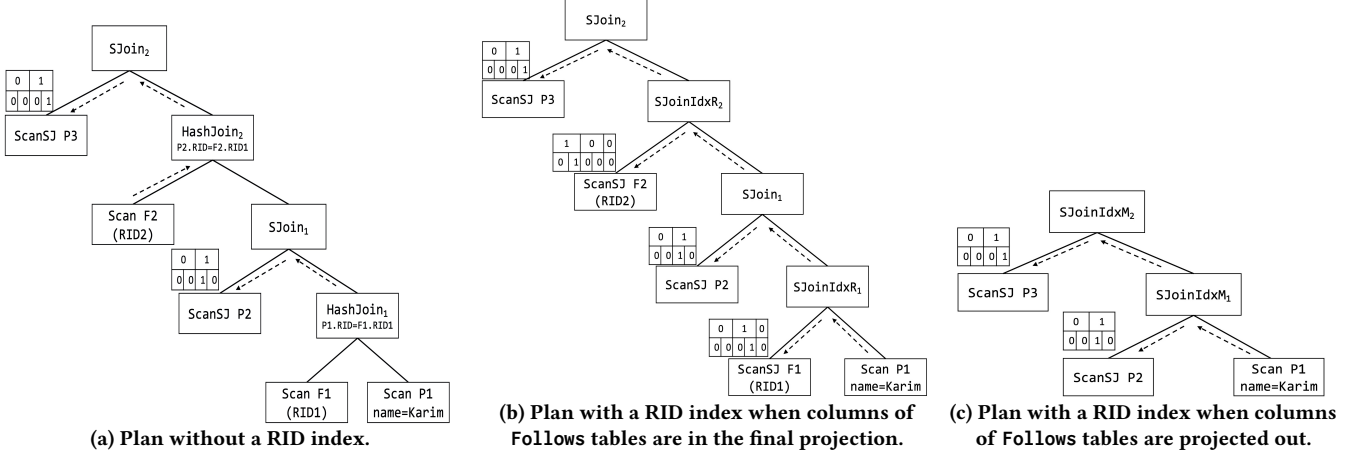 SJoin₂
0 1
0 0 0 1
ScanSJ P3
HashJoin₂
P2.RID=F2.RID1
Scan F2
(RID2)
SJoin₁
0 1
0 0 1 0
ScanSJ P2
HashJoin₁
P1.RID=F1.RID1
Scan F1
(RID1)
Scan P1
name=Karim
(a) Plan without a RID index.
SJoin₂
0 1
0 0 0 1
ScanSJ P3
SJoinIdxR₂
1 0 0
0 1 0 0 0
ScanSJ F2
(RID2)
SJoin₁
0 1
0 0 1 0
ScanSJ P2
SJoinIdxR₁
0 1 0
0 0 0 1 0
ScanSJ F1
(RID1)
Scan P1
name=Karim
(b) Plan with a RID index when columns of
Follows tables are in the final projection.
SJoinIdxM₂
0 1
0 0 0 1
ScanSJ P3
SJoinIdxM₁
0 1
0 0 1 0
ScanSJ P2
Scan P1
name=Karim
(c) Plan with a RID index when columns
of Follows tables are projected out.